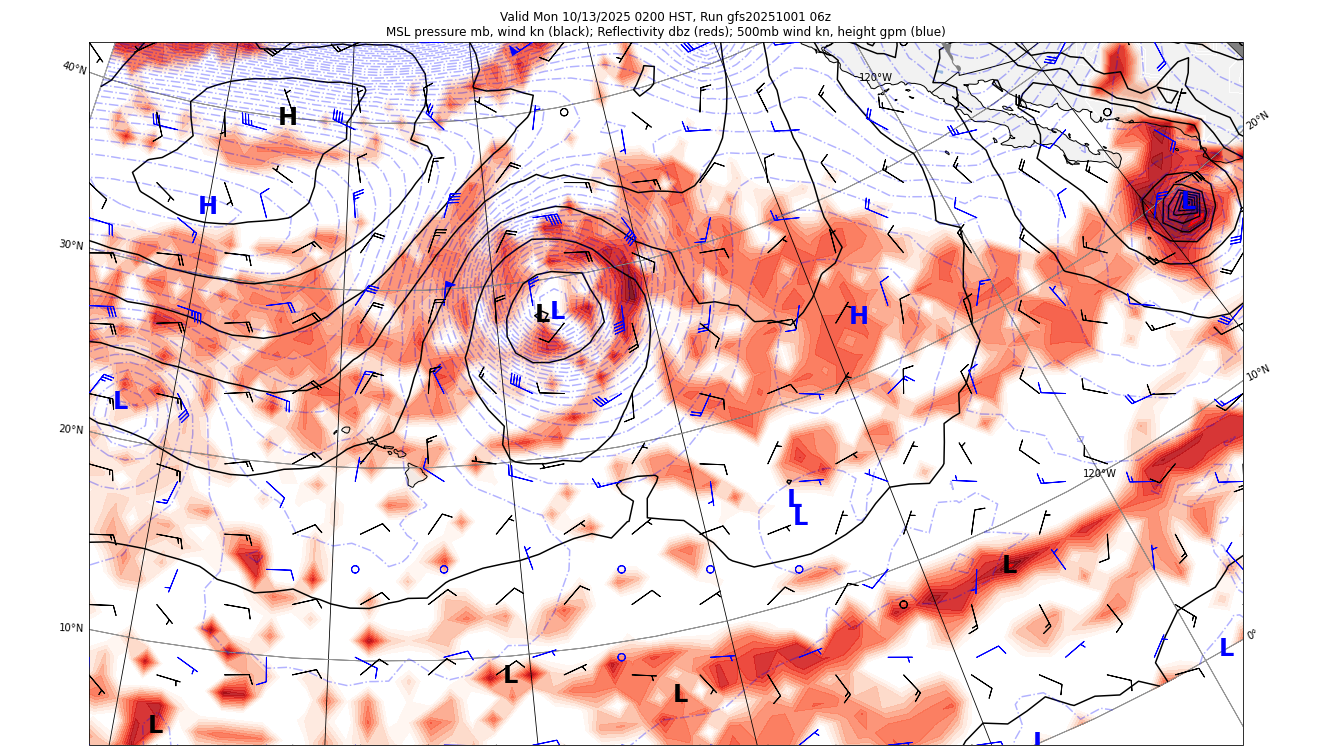 Valid Mon 10/13/2025 0200 HST, Run gfs20251001 06z
MSL pressure mb, wind kn (black); Reflectivity dbz (reds); 500mb wind kn, height gpm (blue)
40°N
120°W
20°N
H
H
L
30°N
L L
H
10°N
L
20°N
120°W
L
L
L
10°N
0°
L
L
L
L
L